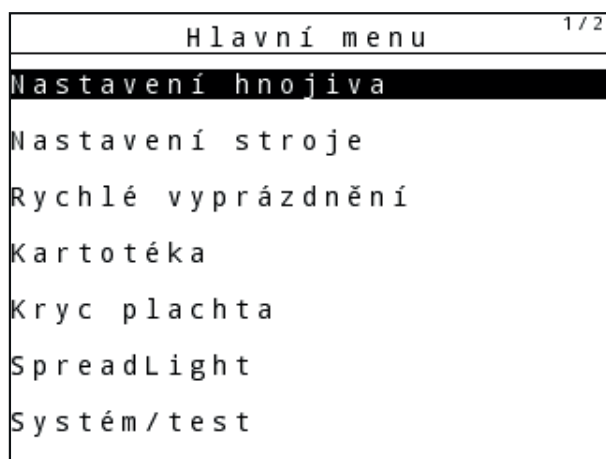 Hlavní menu 1/2
Nastavení hnojiva
Nastavení stroje
Rychlé vyprázdnění
Kartotéka
Kryc plachta
SpreadLight
Systém/test